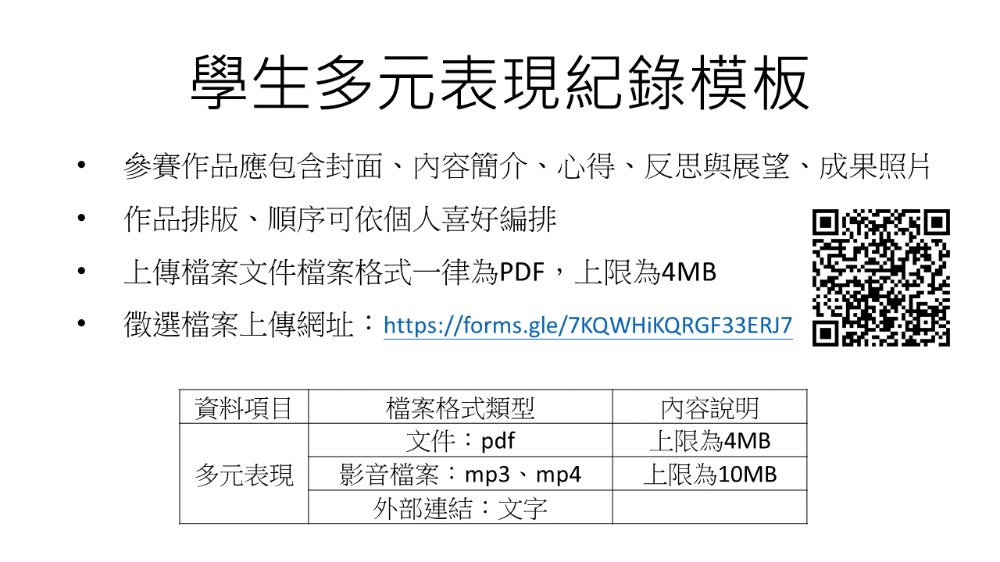 學生多元表現紀錄模板
• 參賽作品應包含封面、內容簡介、心得、反思與展望、成果照片
• 作品排版、順序可依個人喜好編排
• 上傳檔案文件檔案格式一律為PDF，上限為4MB
• 徵選檔案上傳網址：https://forms.gle/7KQWHiKQRGF33ERJ7
資料項目 檔案格式類型 內容說明
多元表現
文件：pdf 上限為4MB
影音檔案：mp3、mp4 上限為10MB
外部連結：文字